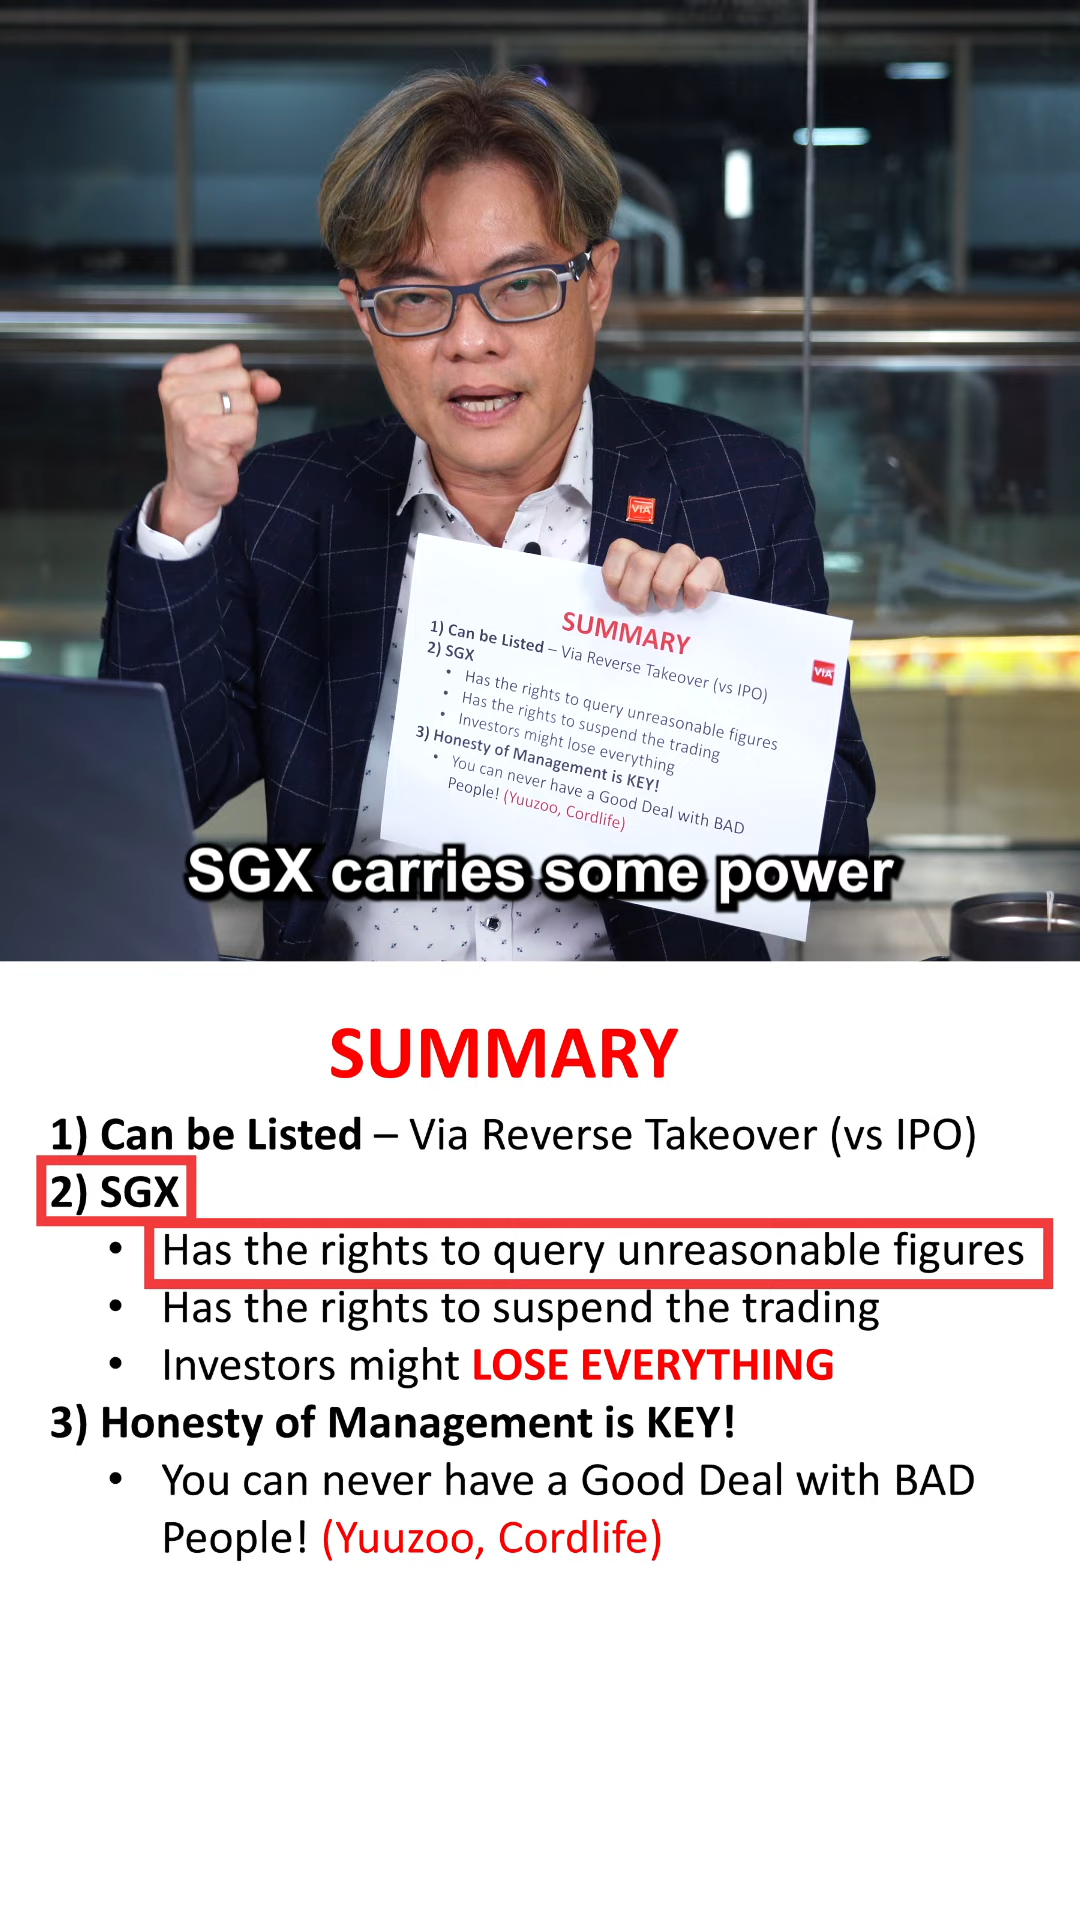 VIA
SUMMARY
VIA
1) Can be Listed – Via Reverse Takeover (vs IPO)
2) SGX
• Has the rights to query unreasonable figures
• Has the rights to suspend the trading
• Investors might lose everything
3) Honesty of Management is KEY!
• You can never have a Good Deal with BAD
People! (Yuuzoo, Cordlife)
SGX carries some power
SUMMARY
1) Can be Listed – Via Reverse Takeover (vs IPO)
2) SGX
• Has the rights to query unreasonable figures
• Has the rights to suspend the trading
• Investors might LOSE EVERYTHING
3) Honesty of Management is KEY!
• You can never have a Good Deal with BAD
People! (Yuuzoo, Cordlife)